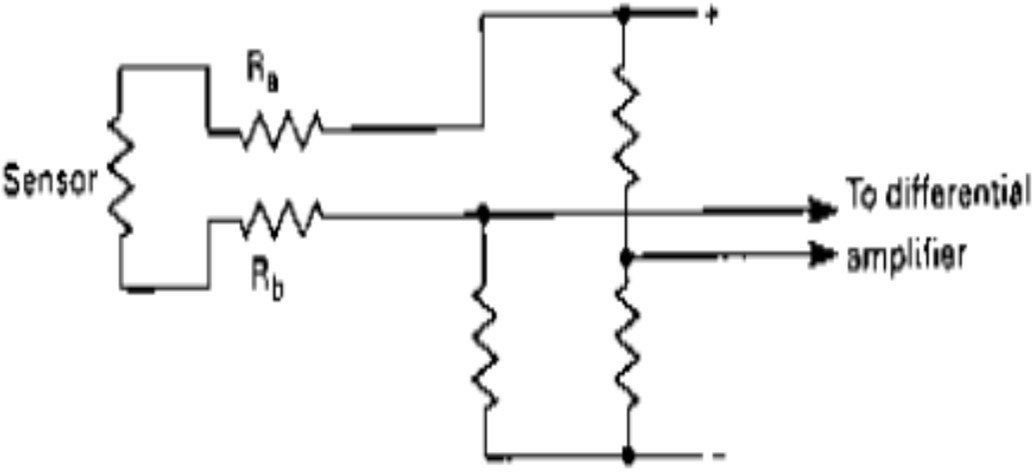 +
Ra
Sensor
To differential
amplifier
Rb
-